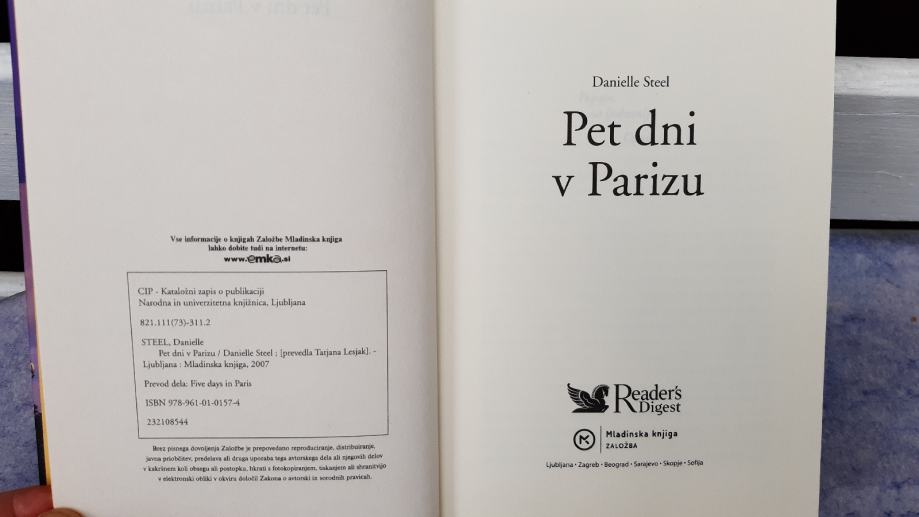 Vse informacije o knjigah Založbe Mladinska knjiga
lahko dobite tudi na internetu:
www.emka.si
CIP - Kataložni zapis o publikaciji
Narodna in univerzitetna knjižnica, Ljubljana
821.111(73)-311.2
STEEL, Danielle
Pet dni v Parizu / Danielle Steel ; [prevedla Tatjana Lesjak]. -
Ljubljana : Mladinska knjiga, 2007
Prevod dela: Five days in Paris
ISBN 978-961-01-0157-4
232108544
Brez pisnega dovoljenja Založbe je prepovedano reproduciranje, distribuiranje,
javna priobčitev, predelava ali druga uporaba tega avtorskega dela ali njegovih delov
v kakršnem koli obsegu ali postopku, hkrati s fotokopiranjem, tiskanjem ali shranitvijo
v elektronski obliki v okviru določil Zakona o avtorski in sorodnih pravicah.
Danielle Steel
Pet dni
v Parizu
Reader's
Digest
Mladinska knjiga
ZALOŽBA
Ljubljana • Zagreb • Beograd • Sarajevo • Skopje • Sofija